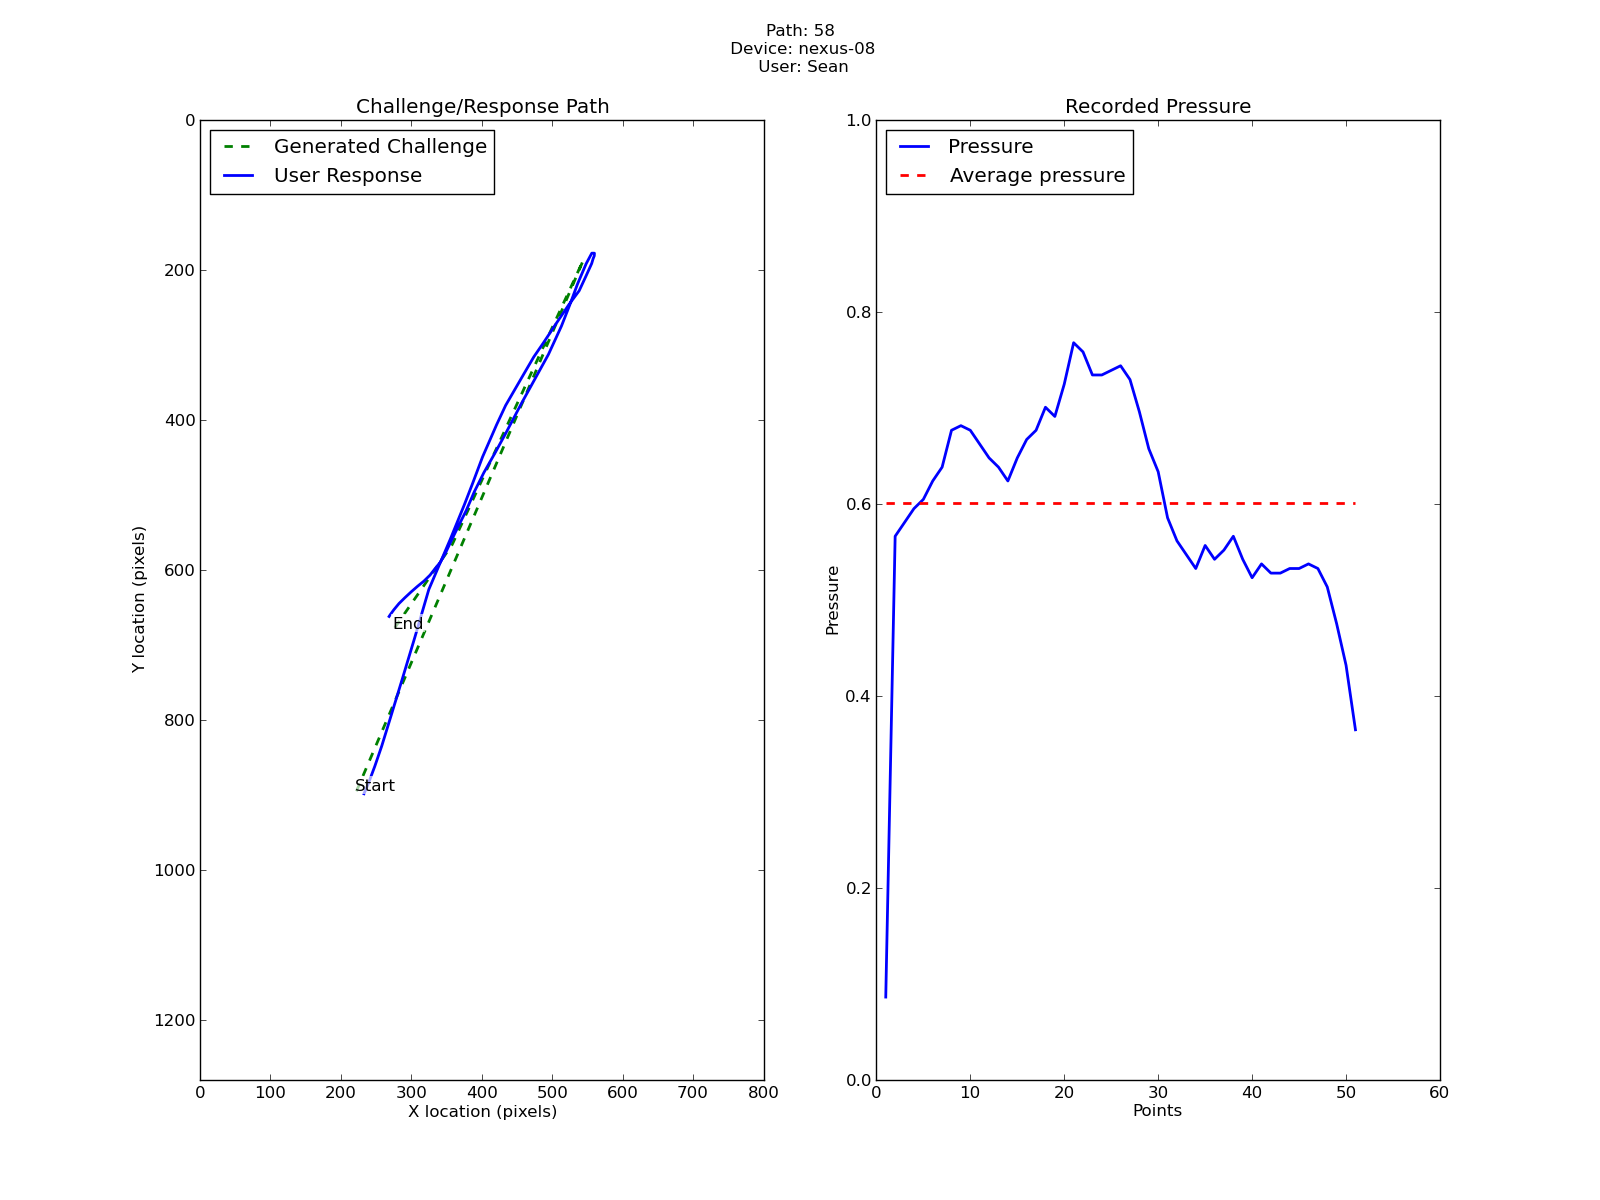 Path: 58
Device: nexus-08
User: Sean
Challenge/Response Path
Generated Challenge
User Response
0
200
400
600
800
1000
1200
Y location (pixels)
End
Start
0 100 200 300 400 500 600 700 800
X location (pixels)
Recorded Pressure
Pressure
Average pressure
1.0
0.8
0.6
0.4
0.2
0.0
Pressure
0 10 20 30 40 50 60
Points